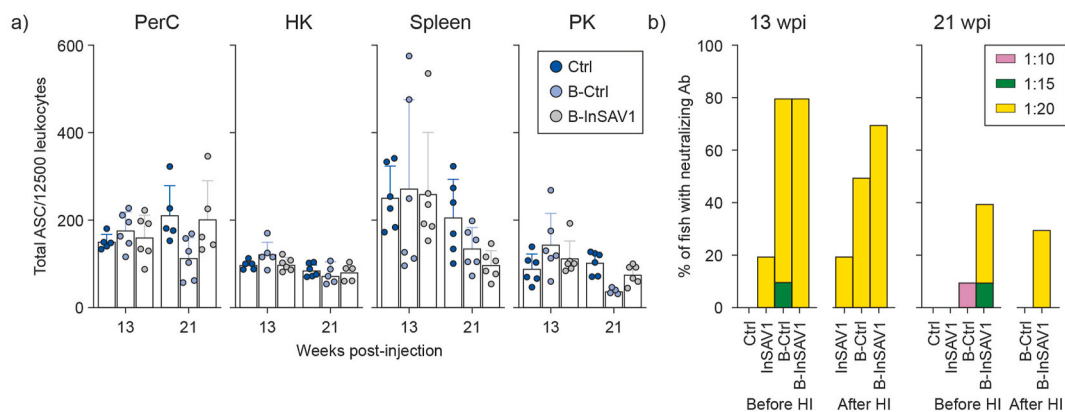 a)
PerC
HK
Spleen
PK
Total ASC/12500 leukocytes
600
400
200
0
Ctrl
B-Ctrl
B-InSAV1
13
21
13
21
13
21
13
21
Weeks post-injection
b)
13 wpi
21 wpi
% of fish with neutralizing Ab
100
80
60
40
20
0
1:10
1:15
1:20
Ctrl
InSAV1
B-Ctrl
B-InSAV1
InSAV1
B-Ctrl
B-InSAV1
Ctrl
InSAV1
B-Ctrl
B-InSAV1
B-Ctrl
B-InSAV1
Before HI
After HI
Before HI
After HI